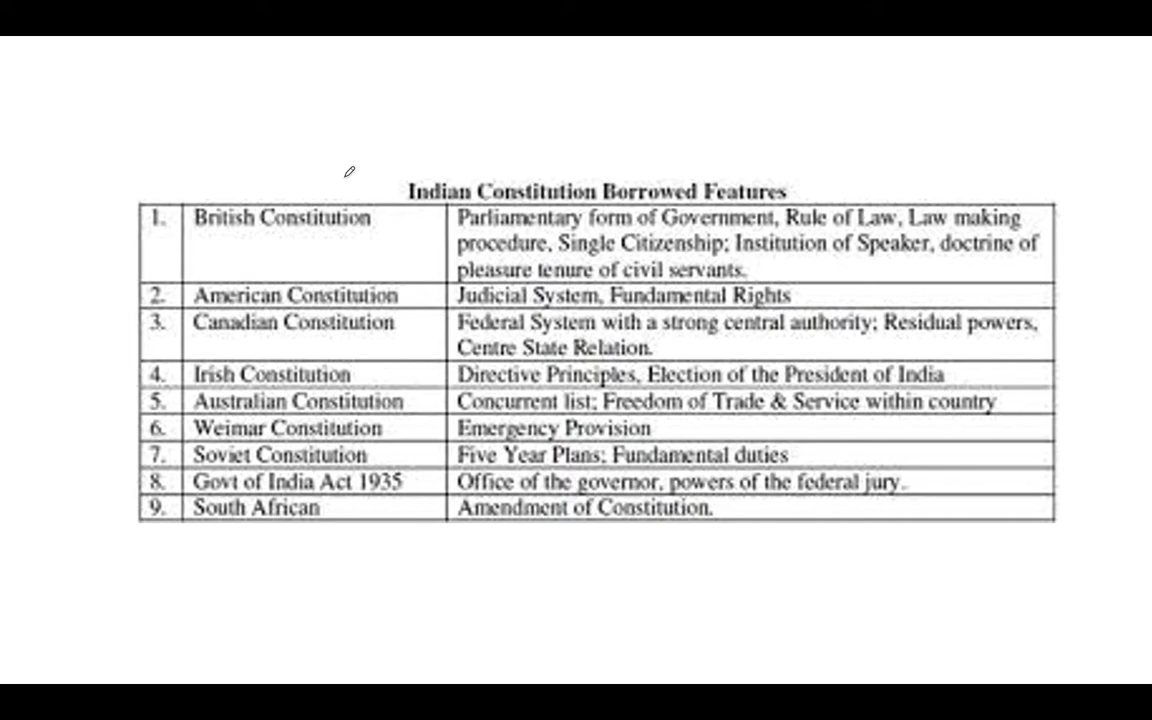 Indian Constitution Borrowed Features
1. British Constitution Parliamentary form of Government, Rule of Law, Law making
procedure, Single Citizenship; Institution of Speaker, doctrine of
pleasure tenure of civil servants.
2. American Constitution Judicial System, Fundamental Rights
3. Canadian Constitution Federal System with a strong central authority; Residual powers,
Centre State Relation.
4. Irish Constitution Directive Principles, Election of the President of India
5. Australian Constitution Concurrent list; Freedom of Trade & Service within country
6. Weimar Constitution Emergency Provision
7. Soviet Constitution Five Year Plans; Fundamental duties
8. Govt of India Act 1935 Office of the governor, powers of the federal jury.
9. South African Amendment of Constitution.